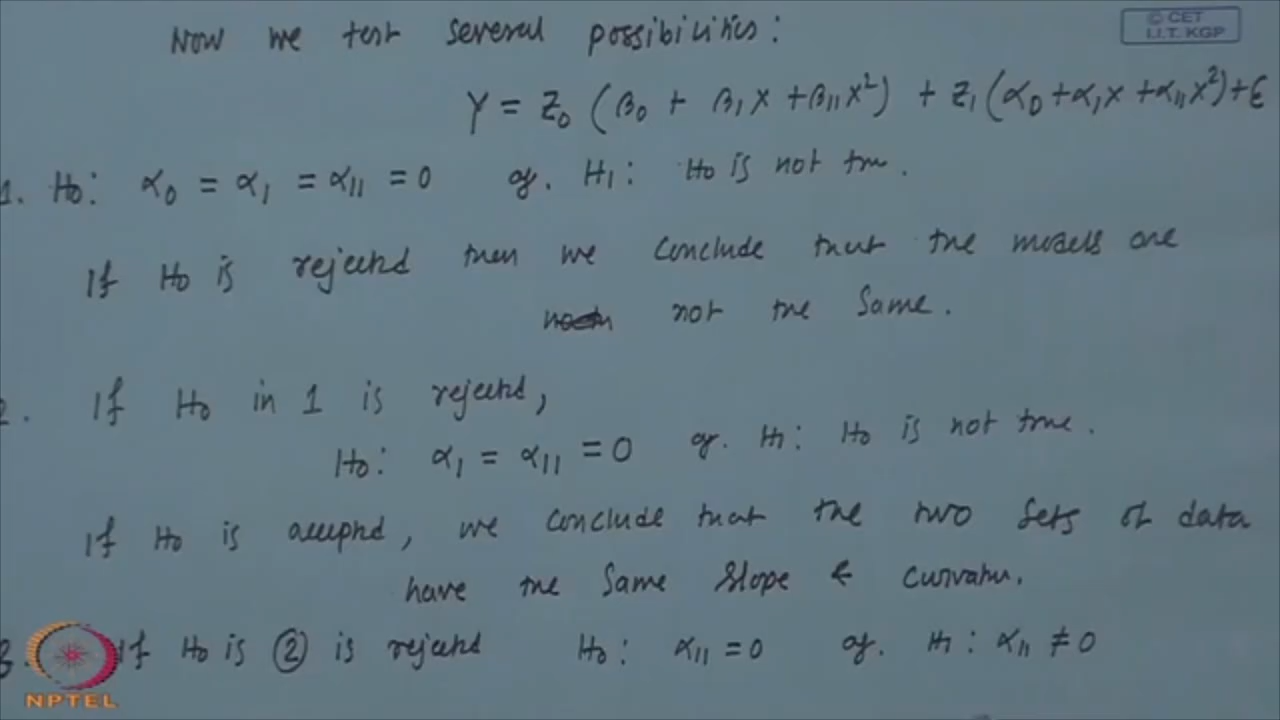 Now we test several possibilities:
© CET
I.I.T. KGP
Y = Z₀ (β₀ + β₁X + β₁₁X²) + Z₁(α₀ + α₁X + α₁₁X²) + ε
1. H₀: α₀ = α₁ = α₁₁ = 0 ag. H₁: H₀ is not true.
If H₀ is rejected then we conclude that the models are
not the same.
2. If H₀ in 1 is rejected,
H₀: α₁ = α₁₁ = 0 ag. H₁: H₀ is not true.
If H₀ is accepted, we conclude that the two sets of data
have the same slope & curvature.
3. If H₀ is ② is rejected H₀: α₁₁ = 0 ag. H₁: α₁₁ ≠ 0
NPTEL